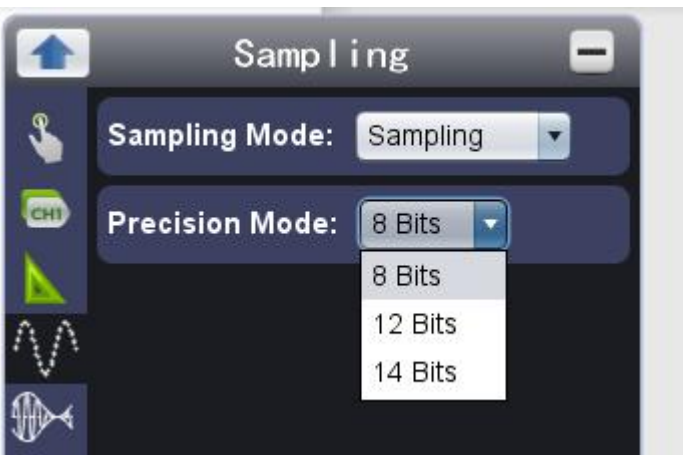 Sampling
Sampling Mode: Sampling
CH1
Precision Mode: 8 Bits
8 Bits
12 Bits
14 Bits